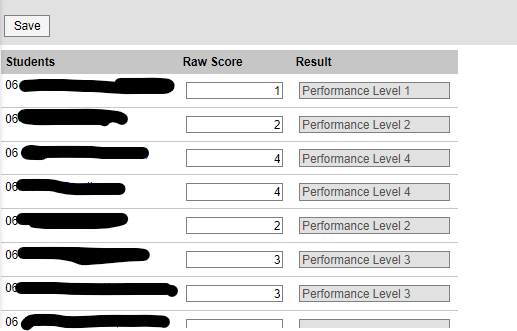 Save
Students Raw Score Result
06 1 Performance Level 1
06 2 Performance Level 2
06 4 Performance Level 4
06 4 Performance Level 4
06 2 Performance Level 2
06 3 Performance Level 3
06 3 Performance Level 3
06